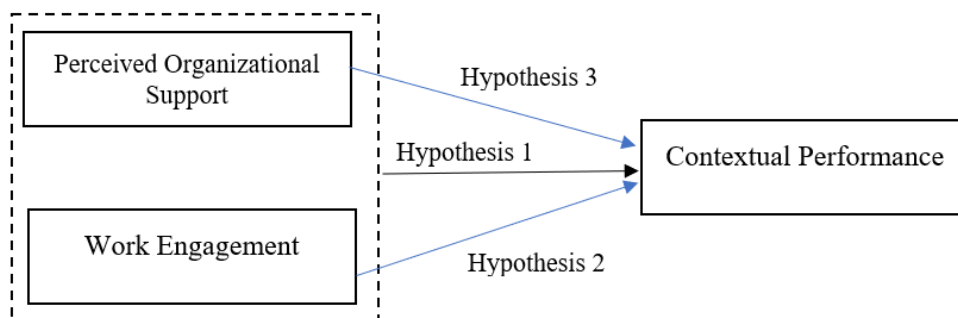 Perceived Organizational
Support
Hypothesis 3
Hypothesis 1
Contextual Performance
Work Engagement
Hypothesis 2